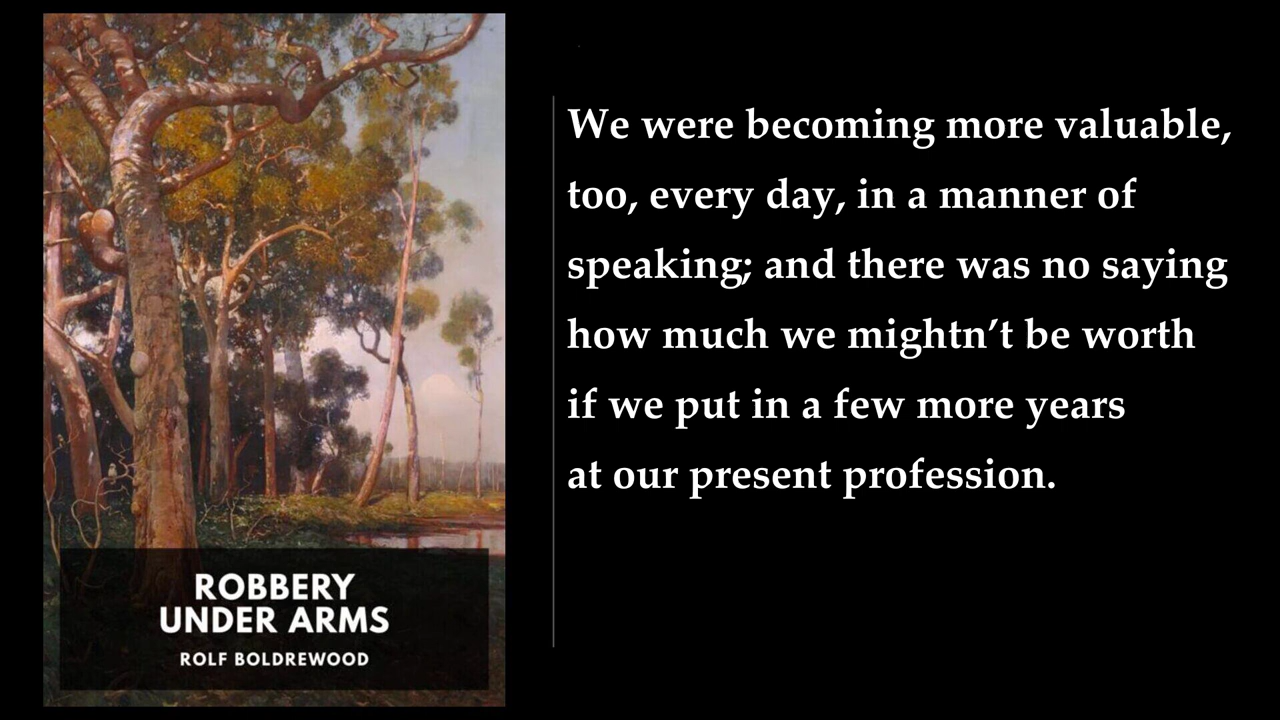 We were becoming more valuable,
too, every day, in a manner of
speaking; and there was no saying
how much we mightn’t be worth
if we put in a few more years
at our present profession.
ROBBERY
UNDER ARMS
ROLF BOLDREWOOD